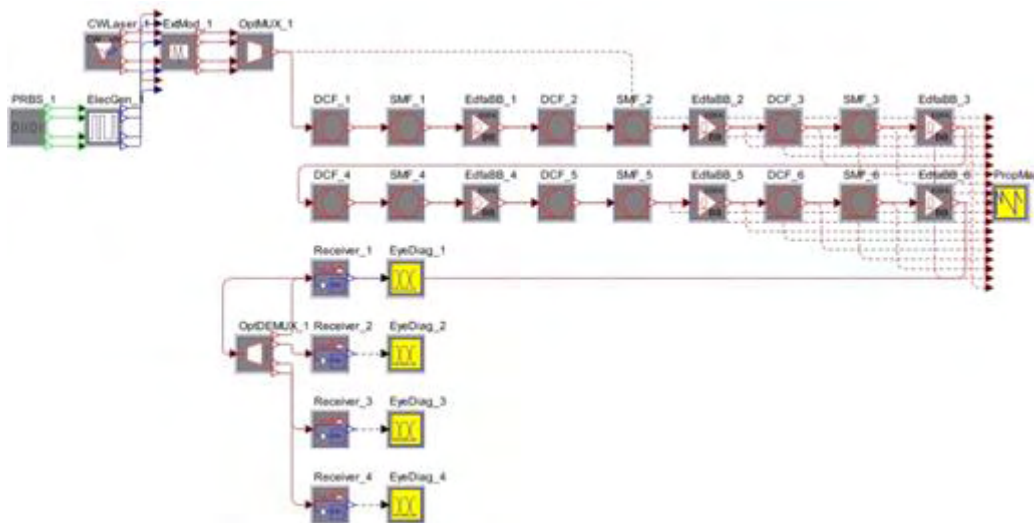 CWLaser_1 ExtMod_1 OptMUX_1
PRBS_1 ElecGen_1
DCF_1 SMF_1 EdfaBB_1 DCF_2 SMF_2 EdfaBB_2 DCF_3 SMF_3 EdfaBB_3
DCF_4 SMF_4 EdfaBB_4 DCF_5 SMF_5 EdfaBB_5 DCF_6 SMF_6 EdfaBB_6 PropMa
Receiver_1 EyeDiag_1
OptDEMUX_1 Receiver_2 EyeDiag_2
Receiver_3 EyeDiag_3
Receiver_4 EyeDiag_4